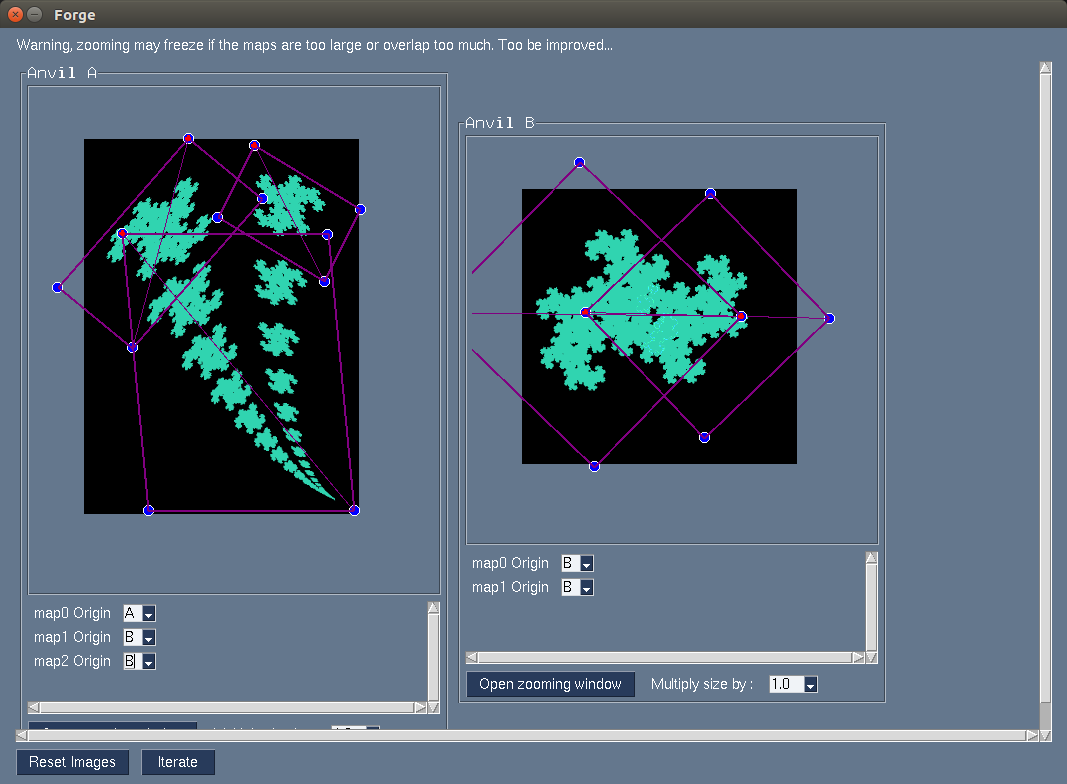 Forge
Warning, zooming may freeze if the maps are too large or overlap too much. Too be improved...
Anvil A
map0 Origin A
map1 Origin B
map2 Origin B
Anvil B
map0 Origin B
map1 Origin B
Open zooming window Multiply size by : 1.0
Reset Images Iterate